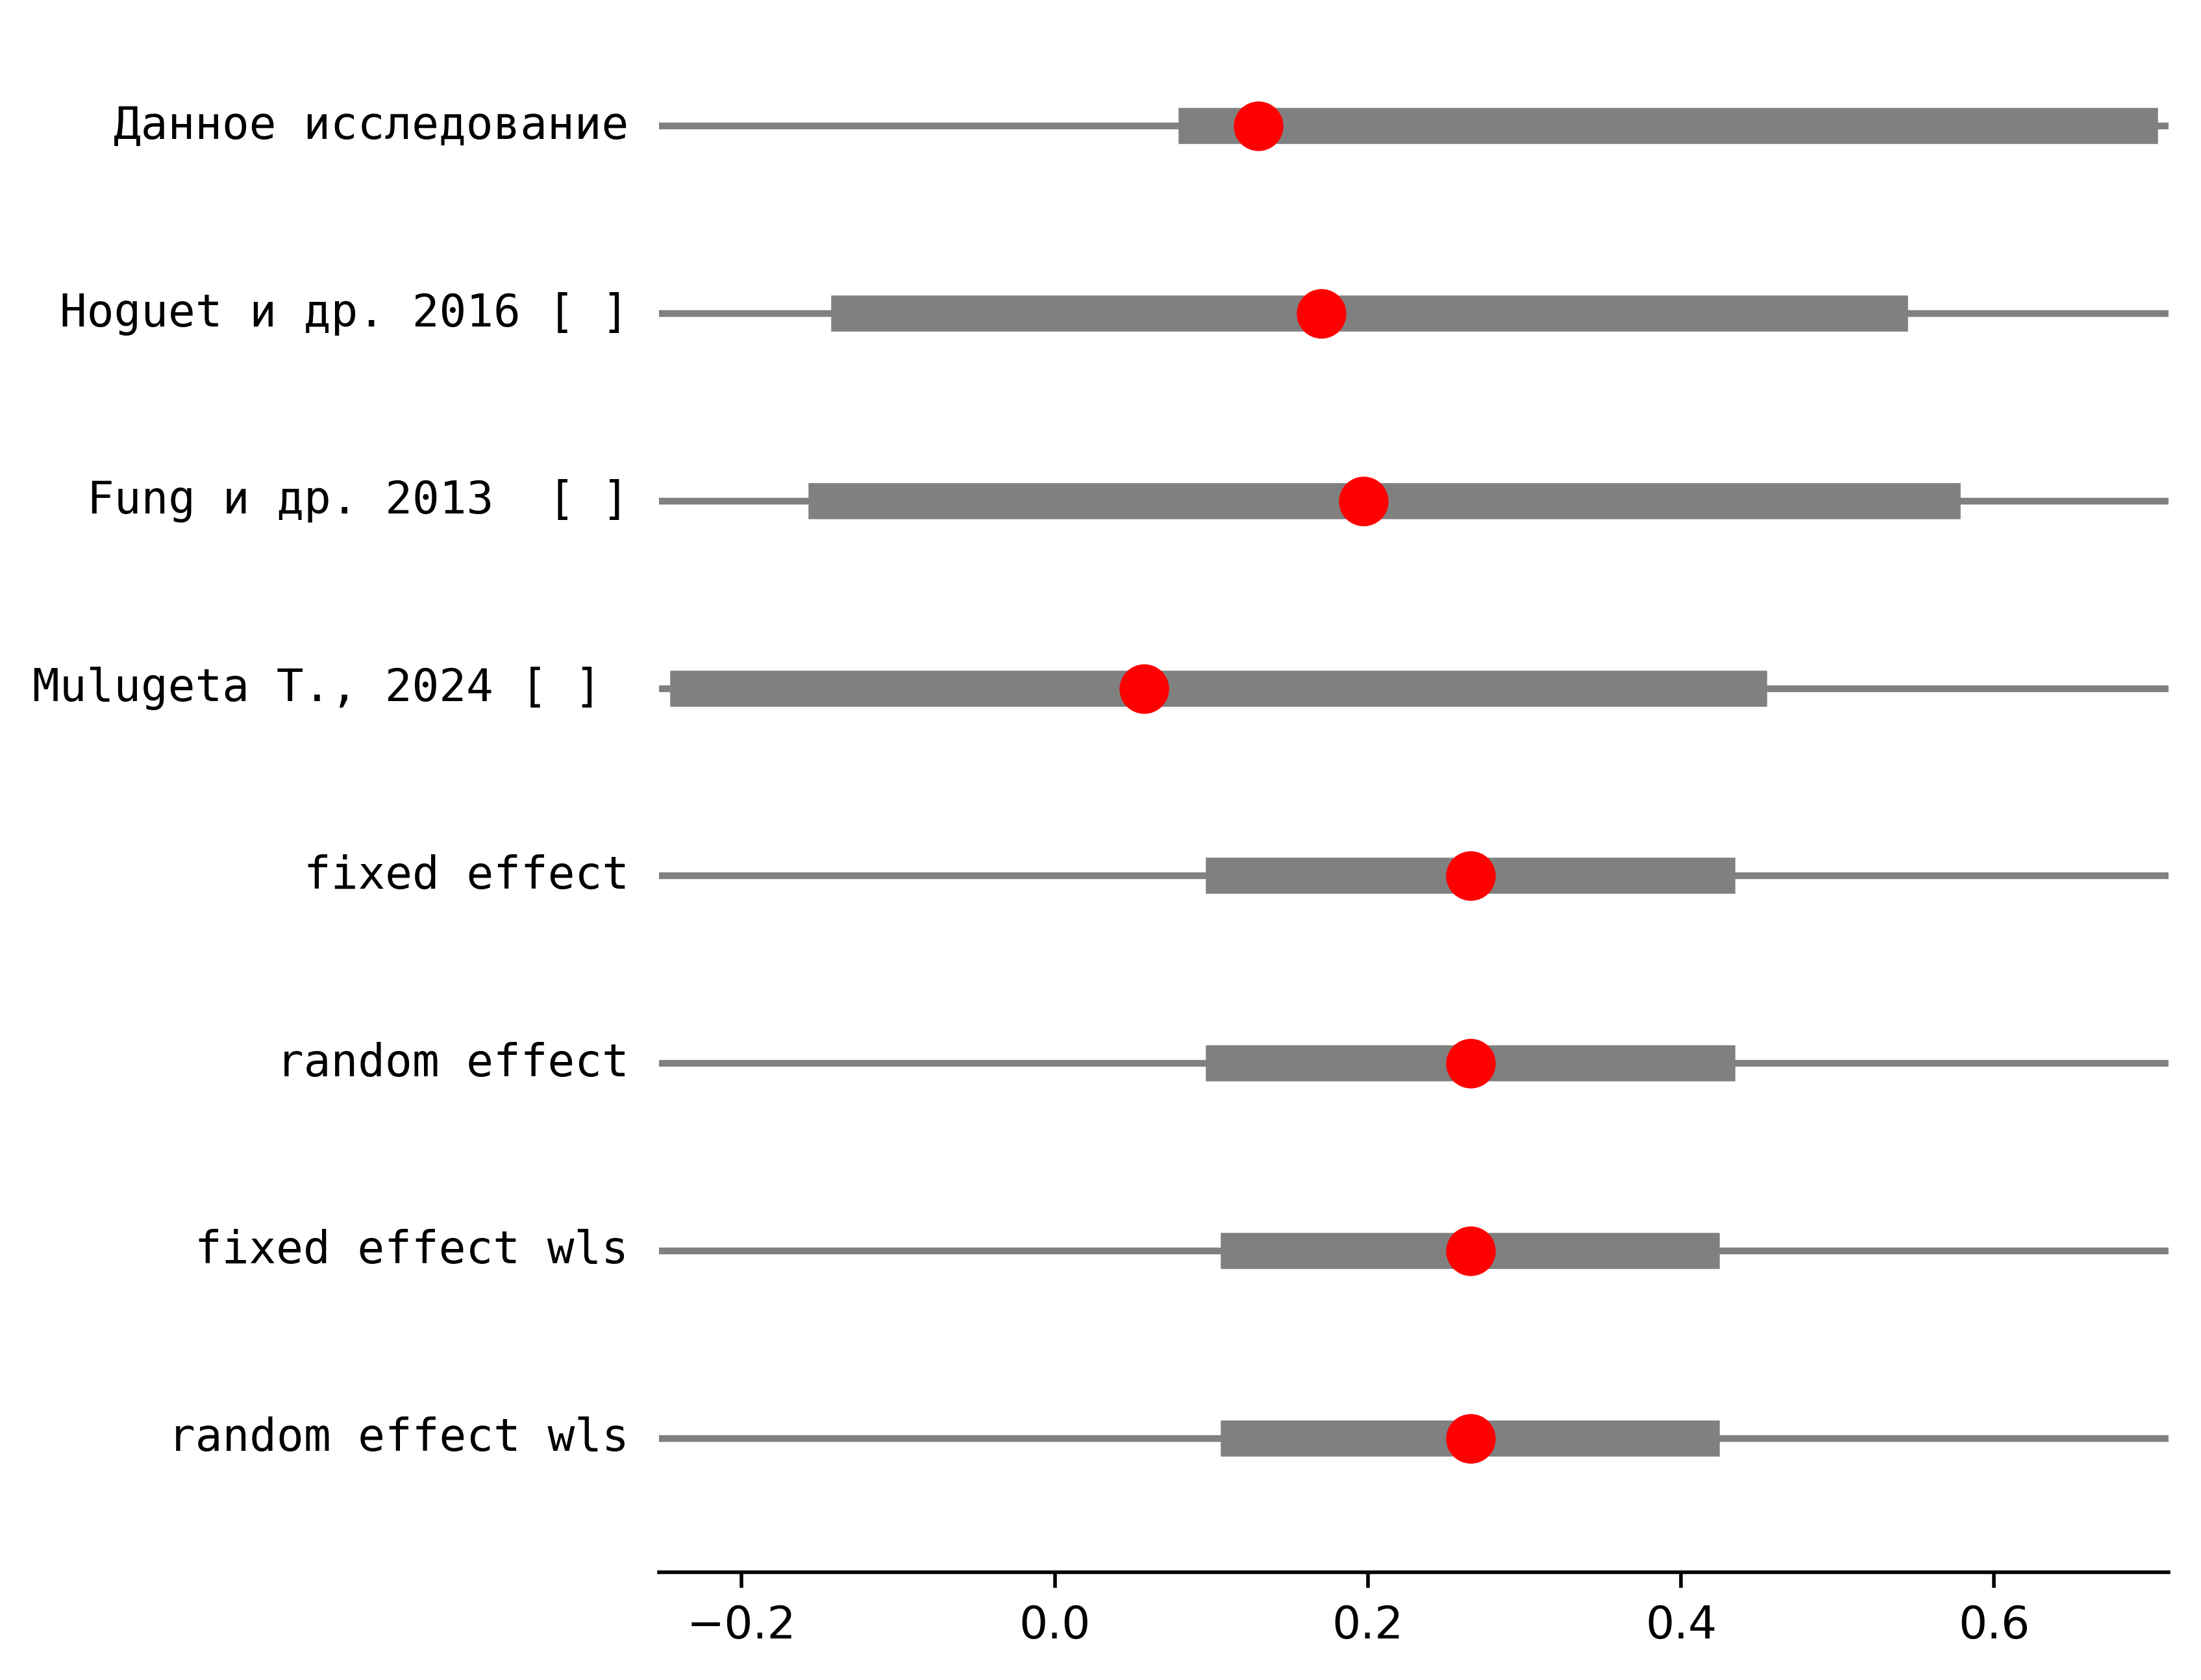 Данное исследование
Hoguet и др. 2016 [ ]
Fung и др. 2013  [ ]
Mulugeta T., 2024 [ ]
fixed effect
random effect
fixed effect wls
random effect wls
−0.2 0.0 0.2 0.4 0.6